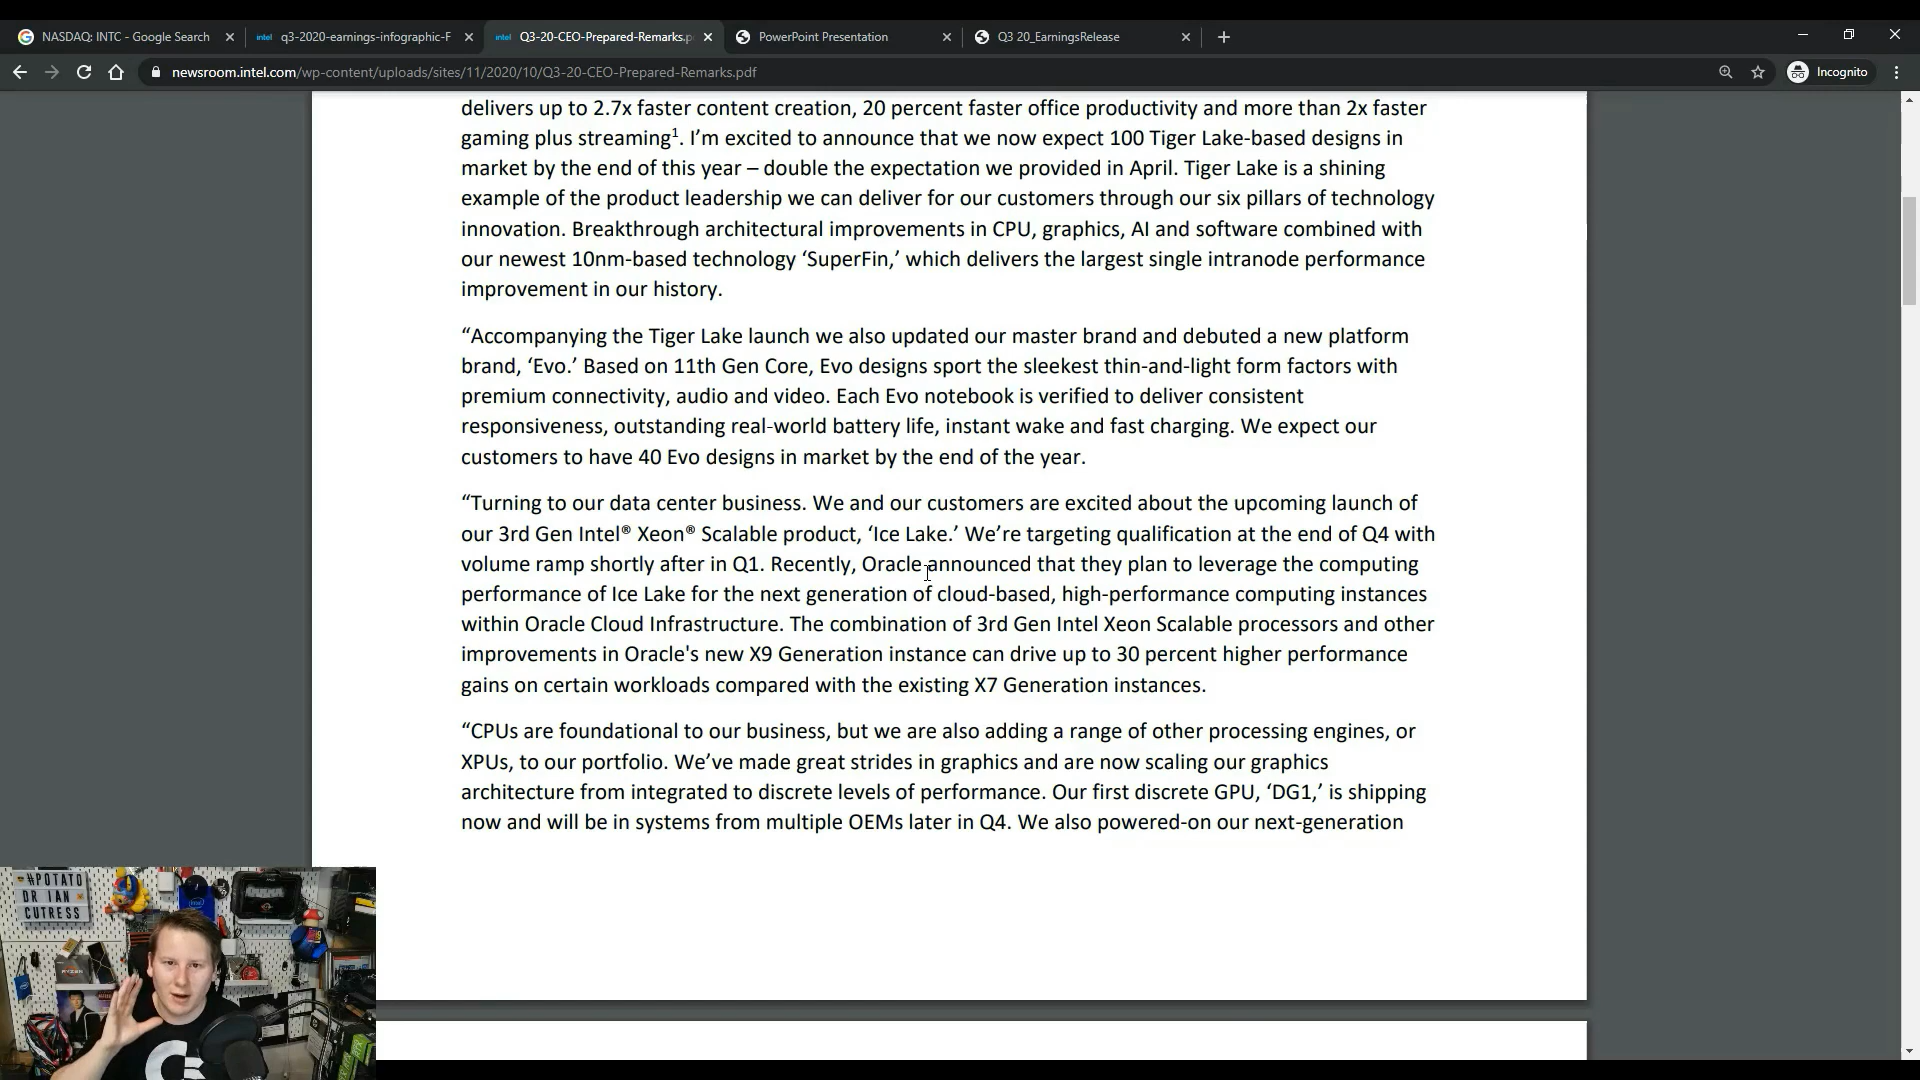 NASDAQ: INTC - Google Search
intel q3-2020-earnings-infographic-F
intel Q3-20-CEO-Prepared-Remarks.p
PowerPoint Presentation
Q3 20_EarningsRelease
newsroom.intel.com/wp-content/uploads/sites/11/2020/10/Q3-20-CEO-Prepared-Remarks.pdf
Incognito
delivers up to 2.7x faster content creation, 20 percent faster office productivity and more than 2x faster
gaming plus streaming¹. I’m excited to announce that we now expect 100 Tiger Lake-based designs in
market by the end of this year – double the expectation we provided in April. Tiger Lake is a shining
example of the product leadership we can deliver for our customers through our six pillars of technology
innovation. Breakthrough architectural improvements in CPU, graphics, AI and software combined with
our newest 10nm-based technology ‘SuperFin,’ which delivers the largest single intranode performance
improvement in our history.
“Accompanying the Tiger Lake launch we also updated our master brand and debuted a new platform
brand, ‘Evo.’ Based on 11th Gen Core, Evo designs sport the sleekest thin-and-light form factors with
premium connectivity, audio and video. Each Evo notebook is verified to deliver consistent
responsiveness, outstanding real-world battery life, instant wake and fast charging. We expect our
customers to have 40 Evo designs in market by the end of the year.
“Turning to our data center business. We and our customers are excited about the upcoming launch of
our 3rd Gen Intel® Xeon® Scalable product, ‘Ice Lake.’ We’re targeting qualification at the end of Q4 with
volume ramp shortly after in Q1. Recently, Oracle announced that they plan to leverage the computing
performance of Ice Lake for the next generation of cloud-based, high-performance computing instances
within Oracle Cloud Infrastructure. The combination of 3rd Gen Intel Xeon Scalable processors and other
improvements in Oracle's new X9 Generation instance can drive up to 30 percent higher performance
gains on certain workloads compared with the existing X7 Generation instances.
“CPUs are foundational to our business, but we are also adding a range of other processing engines, or
XPUs, to our portfolio. We’ve made great strides in graphics and are now scaling our graphics
architecture from integrated to discrete levels of performance. Our first discrete GPU, ‘DG1,’ is shipping
now and will be in systems from multiple OEMs later in Q4. We also powered-on our next-generation
#POTATO
DR IAN
CUTRESS
intel
RYZEN